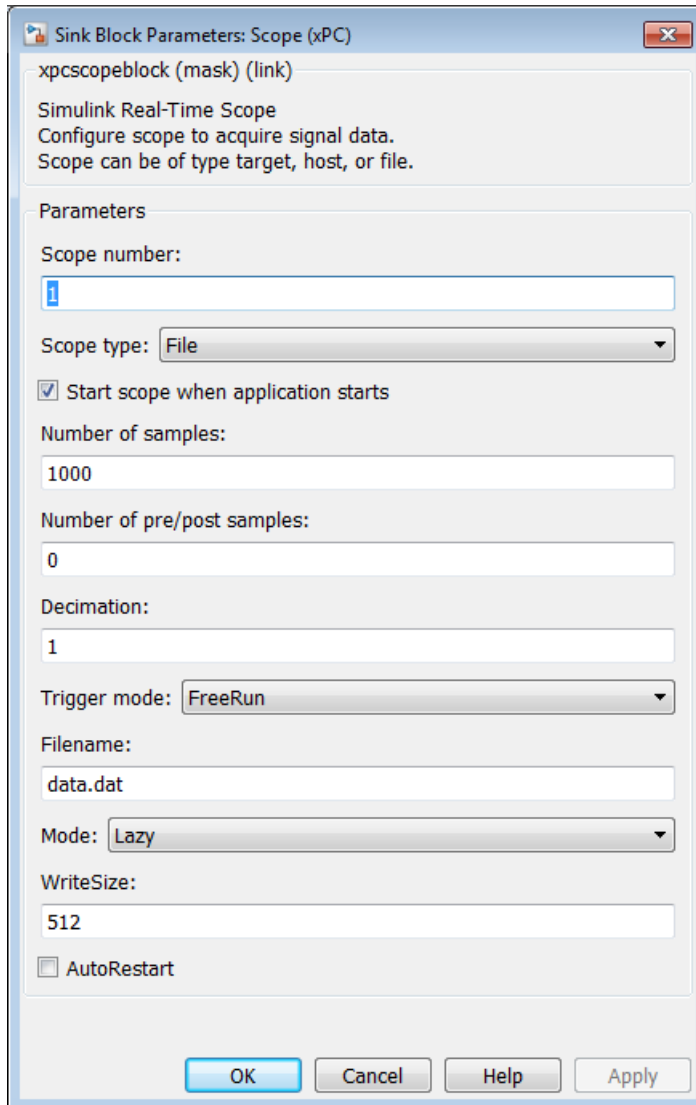 Sink Block Parameters: Scope (xPC)
xpcscopeblock (mask) (link)
Simulink Real-Time Scope
Configure scope to acquire signal data.
Scope can be of type target, host, or file.
Parameters
Scope number:
1
Scope type: File
Start scope when application starts
Number of samples:
1000
Number of pre/post samples:
0
Decimation:
1
Trigger mode: FreeRun
Filename:
data.dat
Mode: Lazy
WriteSize:
512
AutoRestart
OK Cancel Help Apply